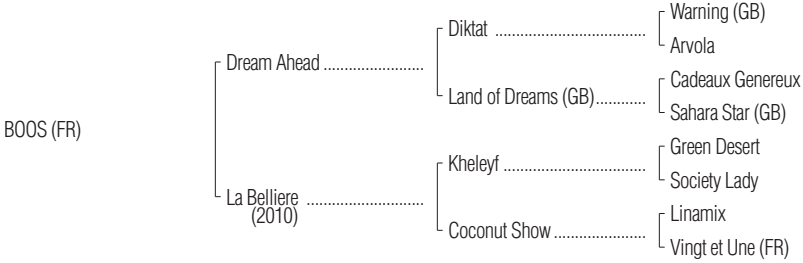 BOOS (FR)
Dream Ahead ........................
Diktat ....................................
Warning (GB)
Arvola
Land of Dreams (GB)............
Cadeaux Genereux
Sahara Star (GB)
La Belliere ............................
(2010)
Kheleyf ..................................
Green Desert
Society Lady
Coconut Show ......................
Linamix
Vingt et Une (FR)